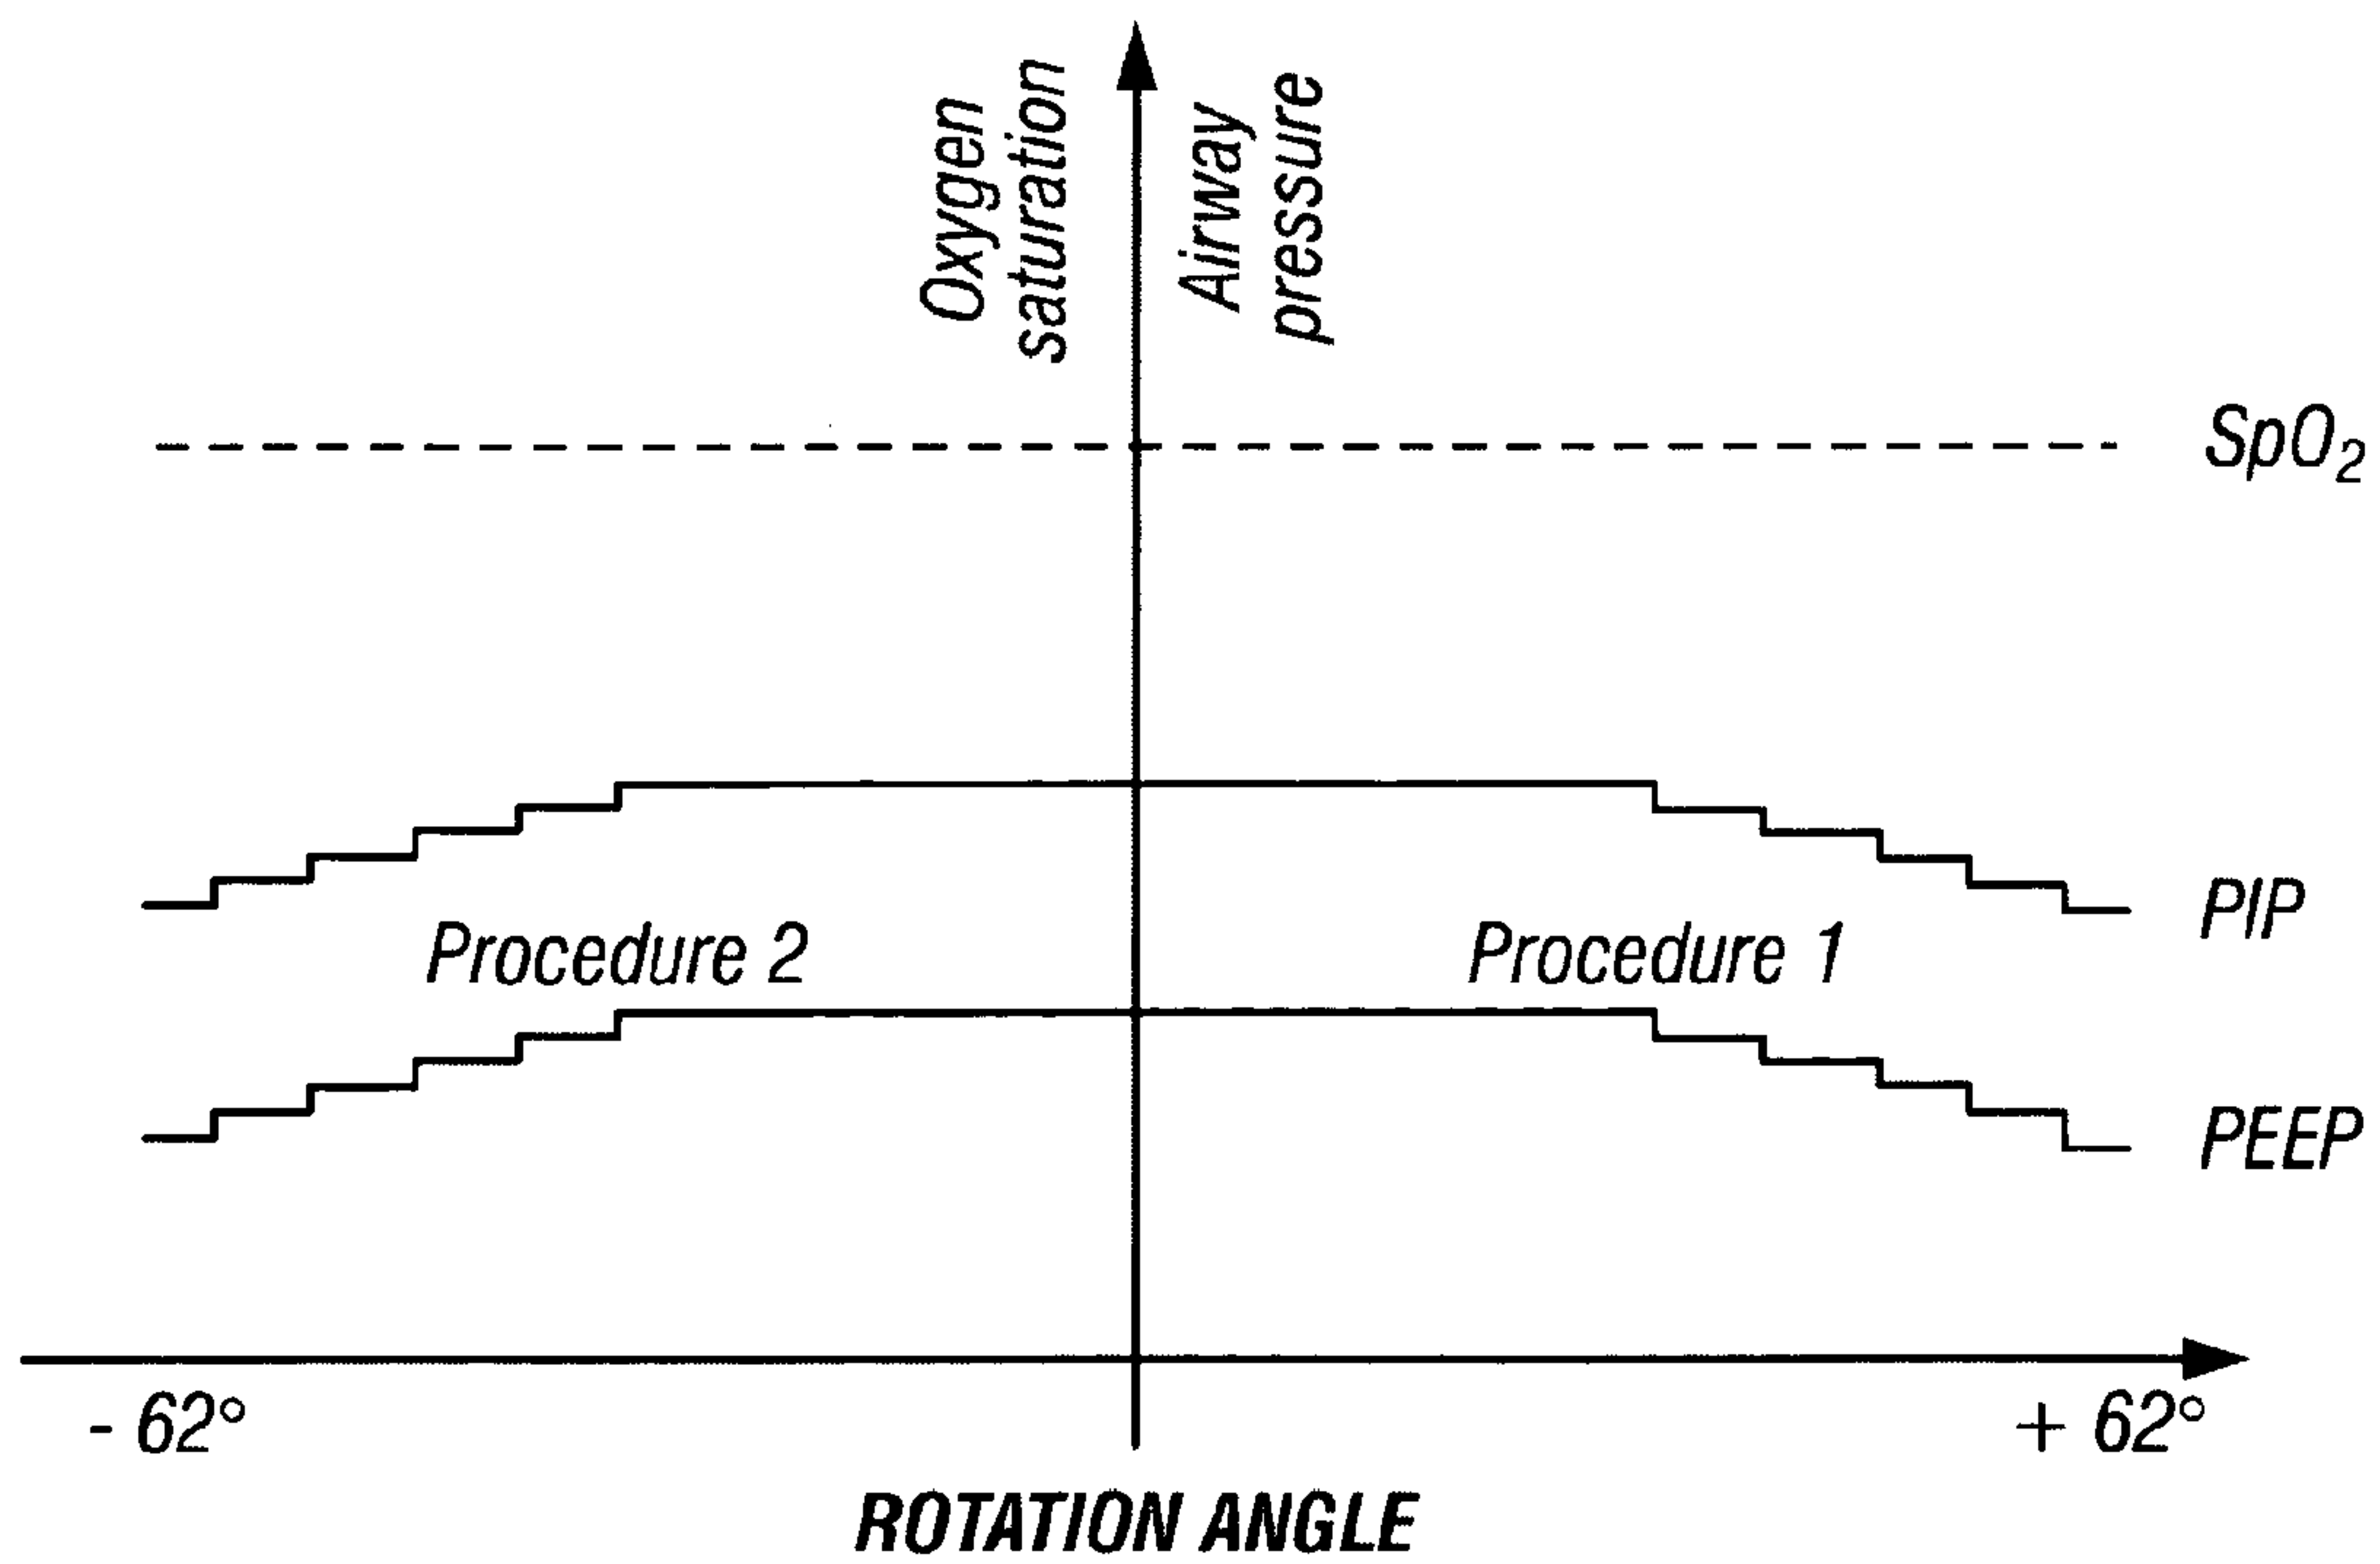 Oxygen
saturation
Airway
pressure
SpO₂
PIP
Procedure 2
Procedure 1
PEEP
- 62°
+ 62°
ROTATION ANGLE